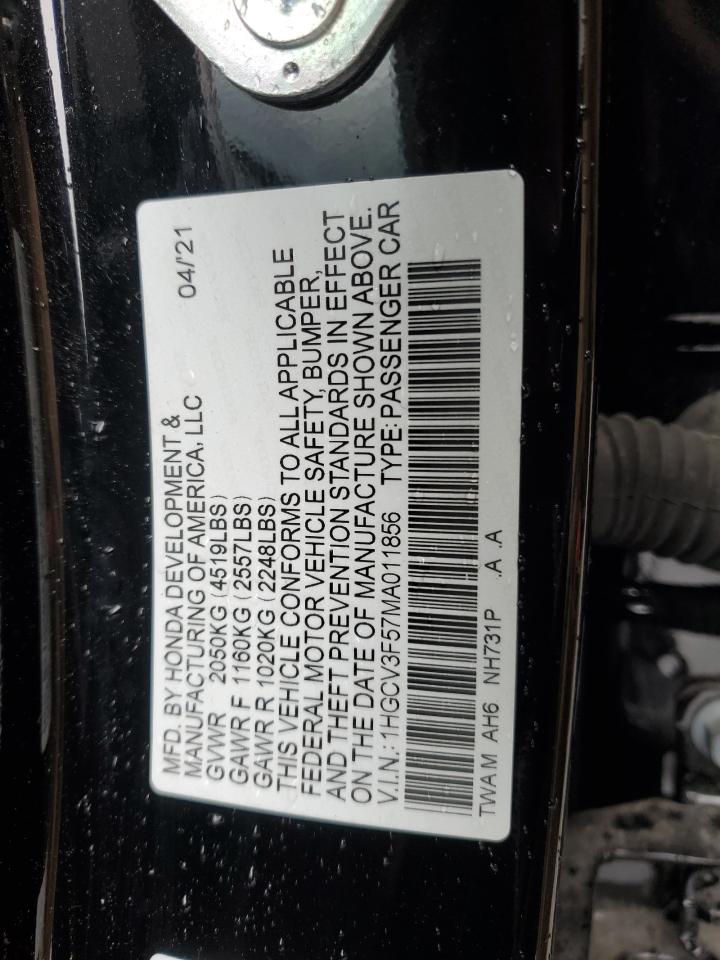 MFD. BY HONDA DEVELOPMENT &
MANUFACTURING OF AMERICA, LLC 04/'21
GVWR 2050KG (4519LBS)
GAWR F 1160KG (2557LBS)
GAWR R 1020KG (2248LBS)
THIS VEHICLE CONFORMS TO ALL APPLICABLE
FEDERAL MOTOR VEHICLE SAFETY, BUMPER,
AND THEFT PREVENTION STANDARDS IN EFFECT
ON THE DATE OF MANUFACTURE SHOWN ABOVE.
V.I.N.: 1HGCV3F57MA011856 TYPE: PASSENGER CAR
TWAM AH6 NH731P .A .A